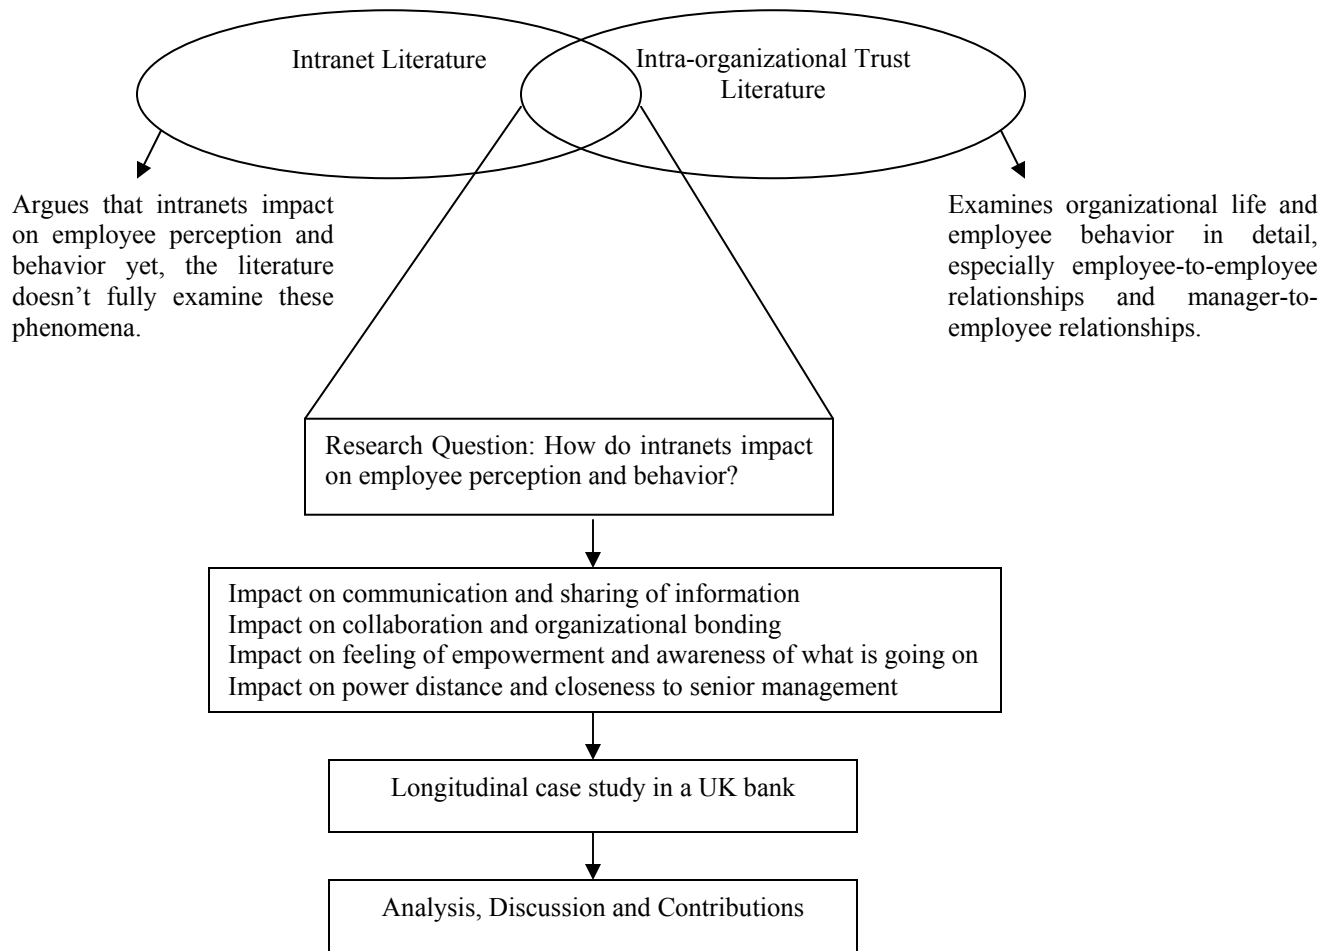 Intranet Literature
Intra-organizational Trust
Literature
Argues that intranets impact
on employee perception and
behavior yet, the literature
doesn’t fully examine these
phenomena.
Examines organizational life and
employee behavior in detail,
especially employee-to-employee
relationships and manager-to-
employee relationships.
Research Question: How do intranets impact
on employee perception and behavior?
Impact on communication and sharing of information
Impact on collaboration and organizational bonding
Impact on feeling of empowerment and awareness of what is going on
Impact on power distance and closeness to senior management
Longitudinal case study in a UK bank
Analysis, Discussion and Contributions